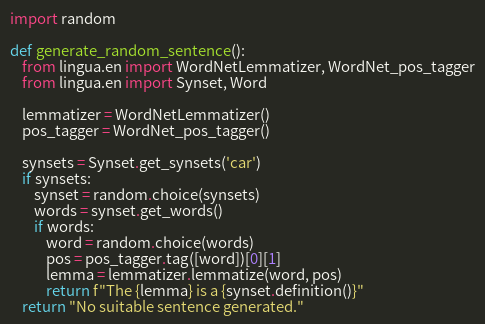 import random

def generate_random_sentence():
    from lingua.en import WordNetLemmatizer, WordNet_pos_tagger
    from lingua.en import Synset, Word

    lemmatizer = WordNetLemmatizer()
    pos_tagger = WordNet_pos_tagger()

    synsets = Synset.get_synsets('car')
    if synsets:
        synset = random.choice(synsets)
        words = synset.get_words()
        if words:
            word = random.choice(words)
            pos = pos_tagger.tag([word])[0][1]
            lemma = lemmatizer.lemmatize(word, pos)
            return f"The {lemma} is a {synset.definition()}"
    return "No suitable sentence generated."